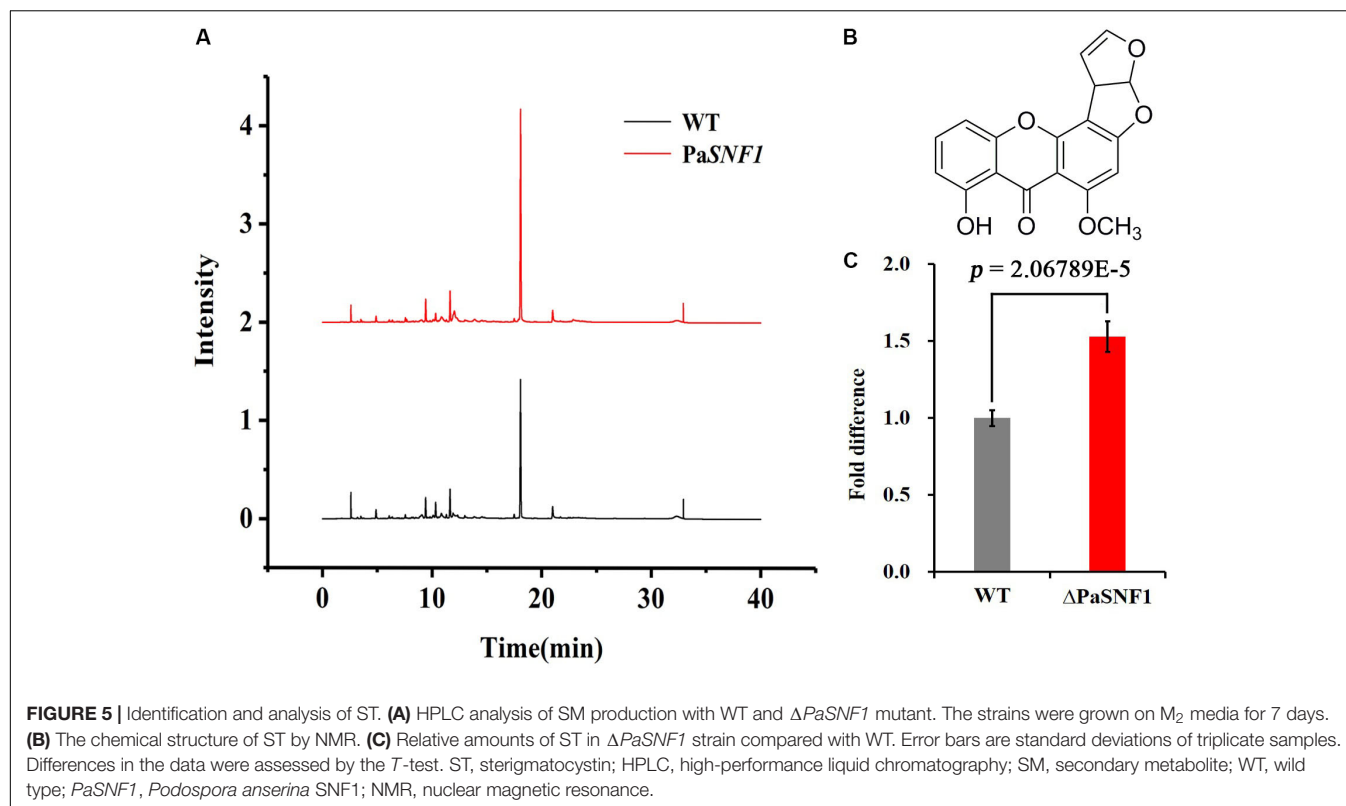 A
4
3
2
1
0
Intensity
WT
PaSNF1
0 10 20 30 40
Time(min)
B
O
O
O
OH O OCH3
C
2.0
1.5
1.0
0.5
0.0
Fold difference
p = 2.06789E-5
WT ΔPaSNF1
FIGURE 5 | Identification and analysis of ST. (A) HPLC analysis of SM production with WT and ΔPaSNF1 mutant. The strains were grown on M2 media for 7 days.
(B) The chemical structure of ST by NMR. (C) Relative amounts of ST in ΔPaSNF1 strain compared with WT. Error bars are standard deviations of triplicate samples.
Differences in the data were assessed by the T-test. ST, sterigmatocystin; HPLC, high-performance liquid chromatography; SM, secondary metabolite; WT, wild
type; PaSNF1, Podospora anserina SNF1; NMR, nuclear magnetic resonance.